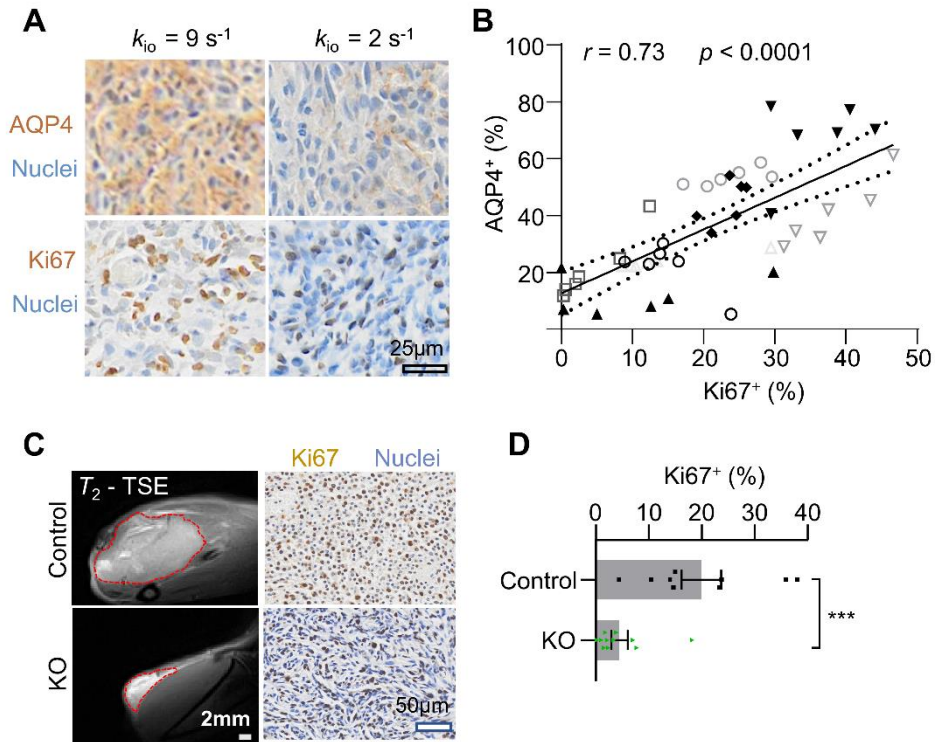 A
k_io = 9 s⁻¹
k_io = 2 s⁻¹
AQP4
Nuclei
Ki67
Nuclei
25µm
B
r = 0.73 p < 0.0001
AQP4⁺ (%)
100
80
60
40
20
0 10 20 30 40 50
Ki67⁺ (%)
C
Ki67 Nuclei
T₂ - TSE
Control
KO
2mm
50µm
D
Ki67⁺ (%)
0 20 40
Control
KO
***